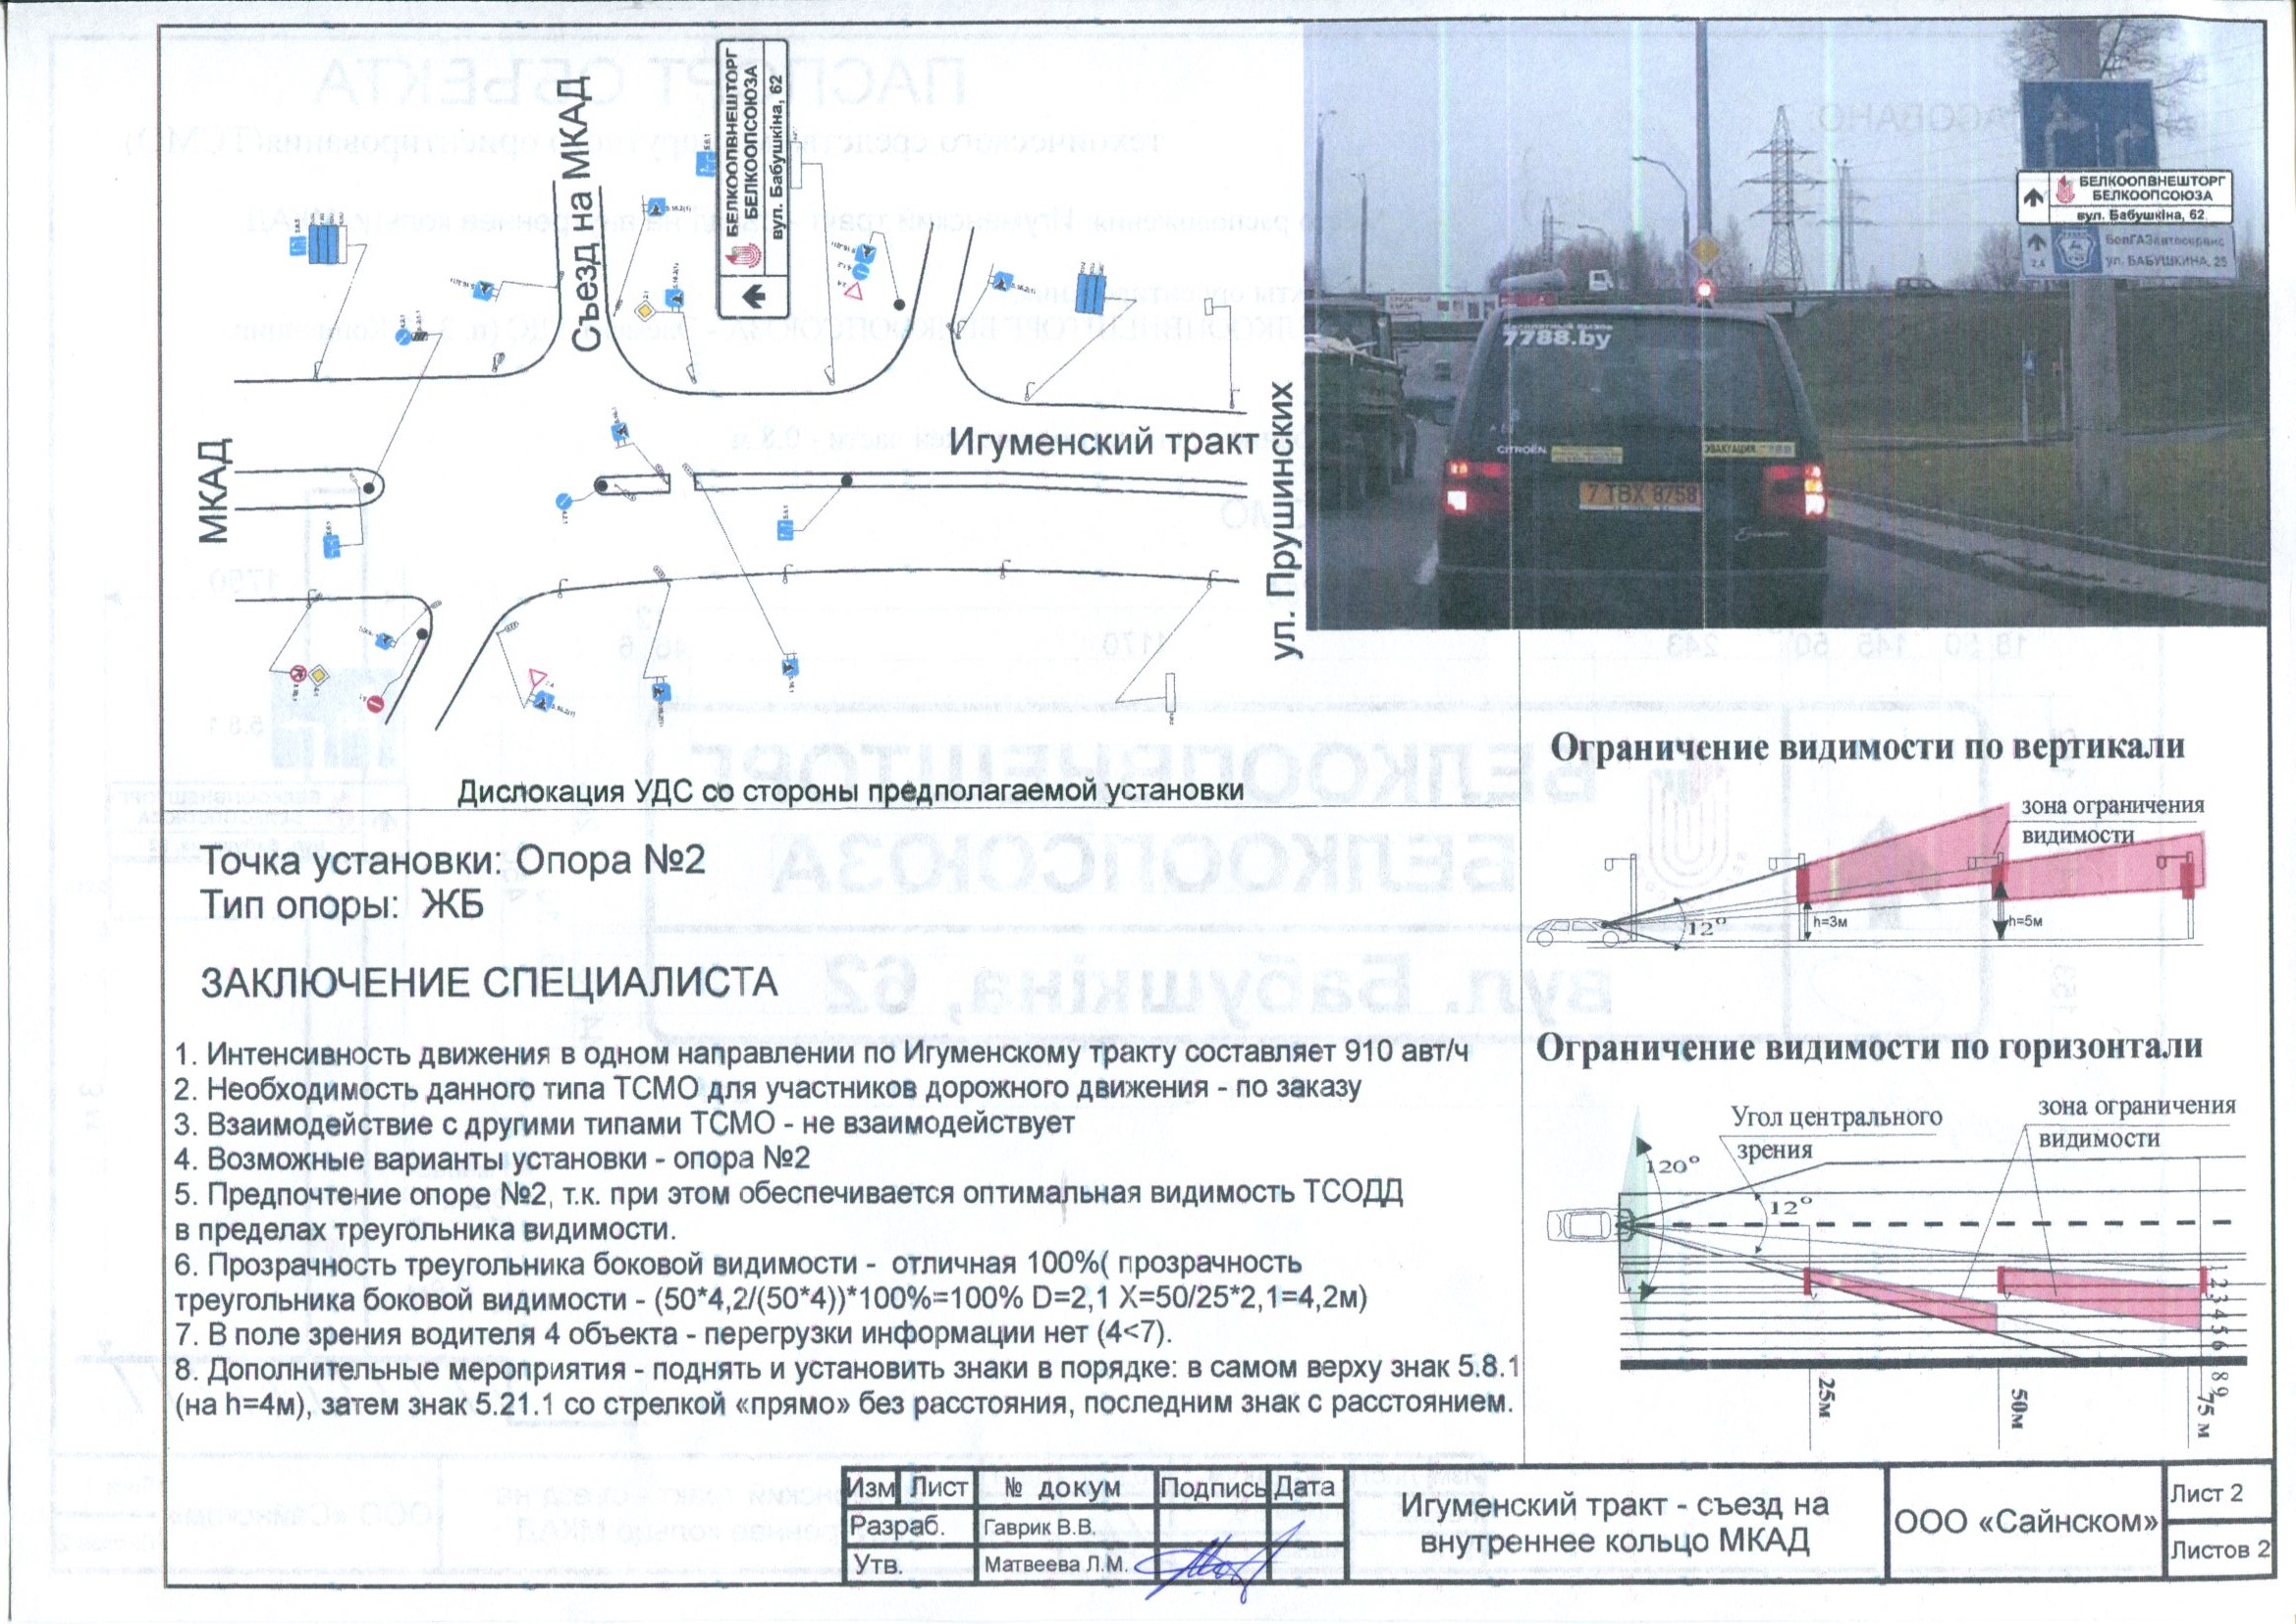 Съезд на МКАД
БЕЛКООПВНЕШТОРГ
БЕЛКООПСОЮЗА
вул. Бабушкіна, 62
МКАД
Игуменский тракт
ул. Прушинских
Дислокация УДС со стороны предполагаемой установки
БЕЛКООПВНЕШТОРГ
БЕЛКООПСОЮЗА
вул. Бабушкіна, 62
БелГАЗавтосервис
ул. БАБУШКИНА, 25
2,4
7788.by
CITROËN
ЭВАКУАЦИЯ
7 TBX 8758
Точка установки: Опора №2
Тип опоры: ЖБ
ЗАКЛЮЧЕНИЕ СПЕЦИАЛИСТА
1. Интенсивность движения в одном направлении по Игуменскому тракту составляет 910 авт/ч
2. Необходимость данного типа ТСМО для участников дорожного движения - по заказу
3. Взаимодействие с другими типами ТСМО - не взаимодействует
4. Возможные варианты установки - опора №2
5. Предпочтение опоре №2, т.к. при этом обеспечивается оптимальная видимость ТСОДД
в пределах треугольника видимости.
6. Прозрачность треугольника боковой видимости - отличная 100%( прозрачность
треугольника боковой видимости - (50*4,2/(50*4))*100%=100% D=2,1 X=50/25*2,1=4,2м)
7. В поле зрения водителя 4 объекта - перегрузки информации нет (4<7).
8. Дополнительные мероприятия - поднять и установить знаки в порядке: в самом верху знак 5.8.1
(на h=4м), затем знак 5.21.1 со стрелкой «прямо» без расстояния, последним знак с расстоянием.
Ограничение видимости по вертикали
зона ограничения
видимости
12°
h=3м
h=5м
Ограничение видимости по горизонтали
Угол центрального
зрения
зона ограничения
видимости
120°
12°
1 2 3 4 5 6 8 9
25м
50м
75 м
Изм Лист № докум Подпись Дата
Разраб. Гаврик В.В.
Утв. Матвеева Л.М.
Игуменский тракт - съезд на
внутреннее кольцо МКАД
ООО «Сайнском»
Лист 2
Листов 2